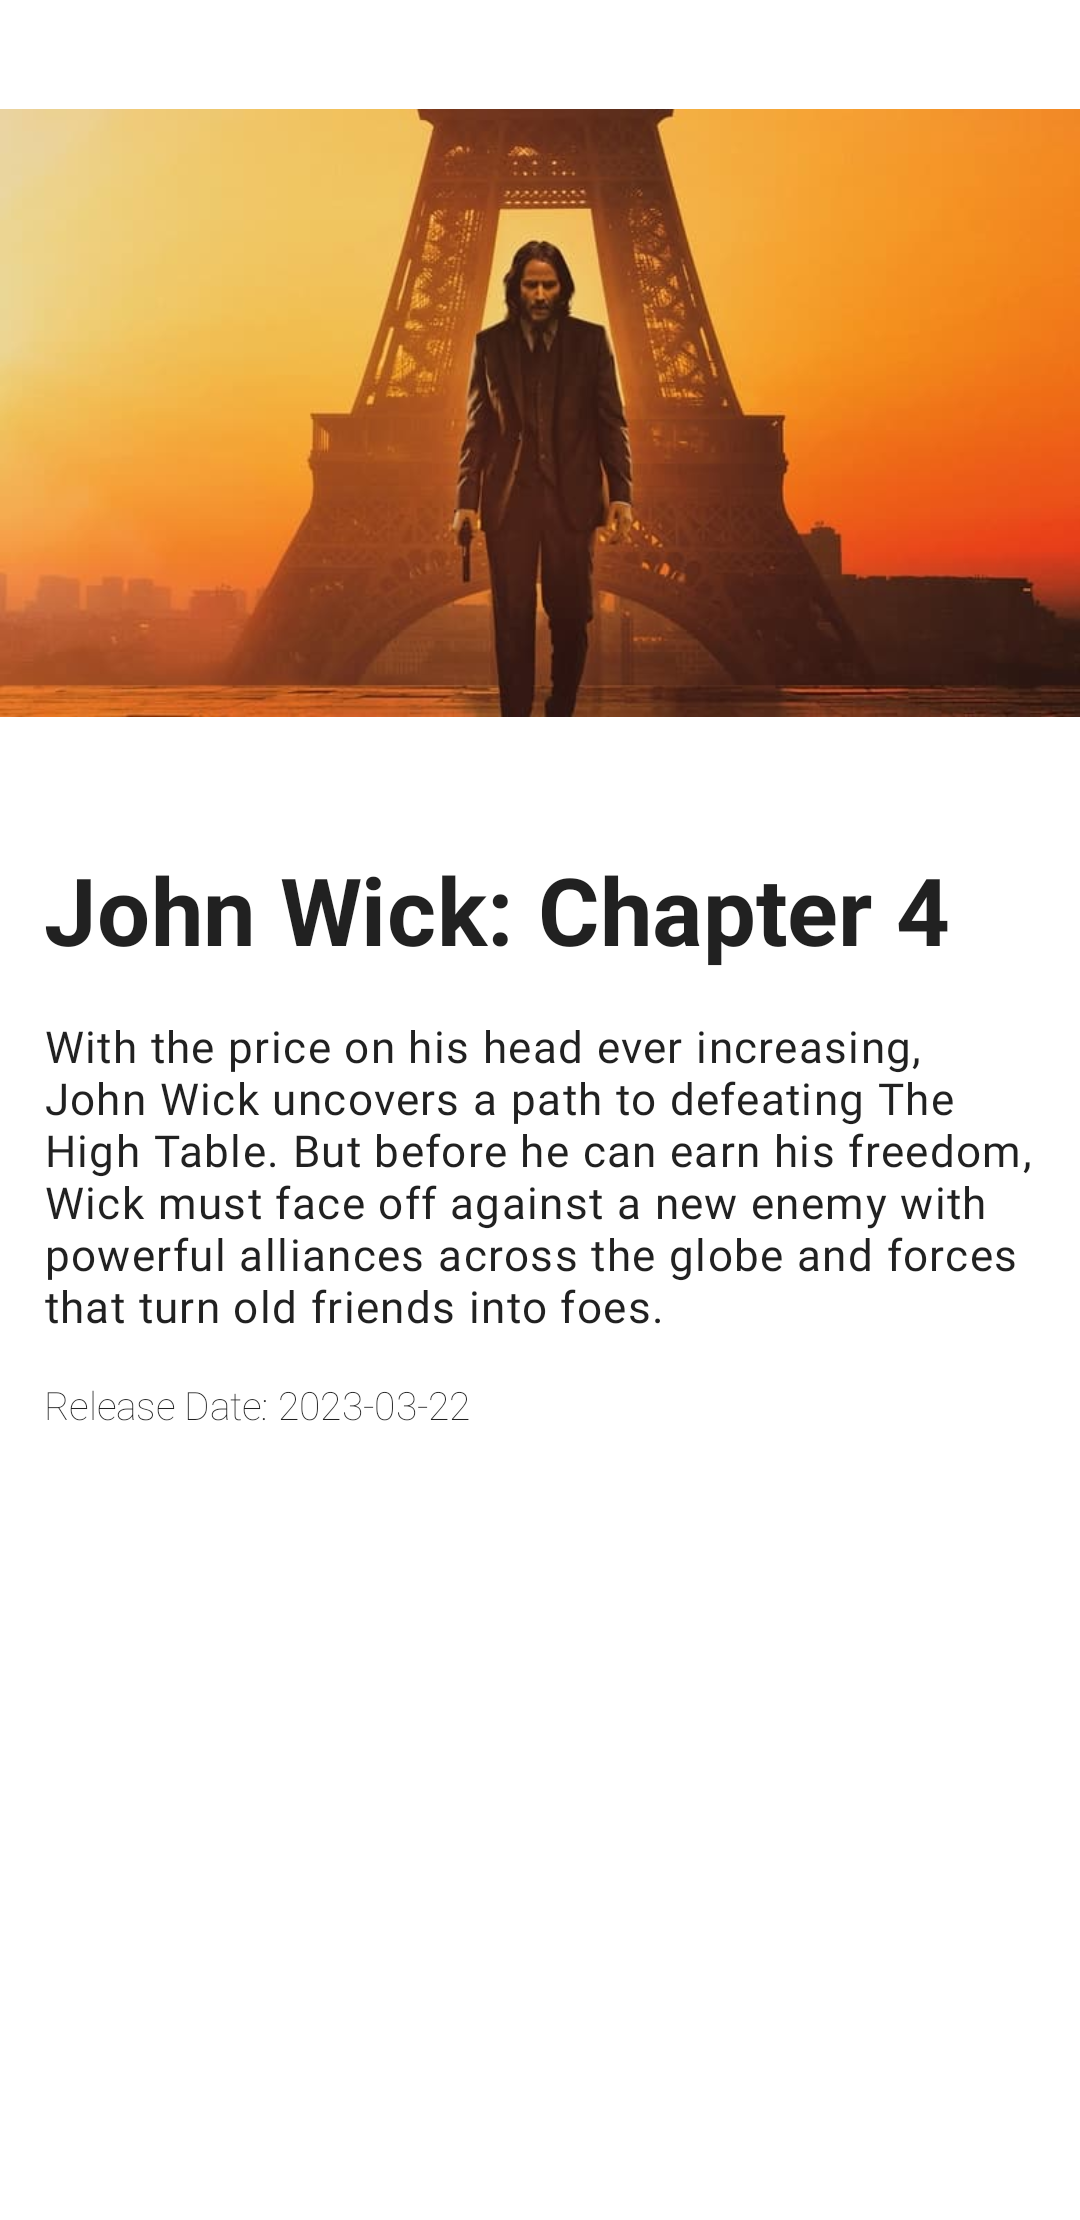 John Wick: Chapter 4
With the price on his head ever increasing,
John Wick uncovers a path to defeating The
High Table. But before he can earn his freedom,
Wick must face off against a new enemy with
powerful alliances across the globe and forces
that turn old friends into foes.
Release Date: 2023-03-22